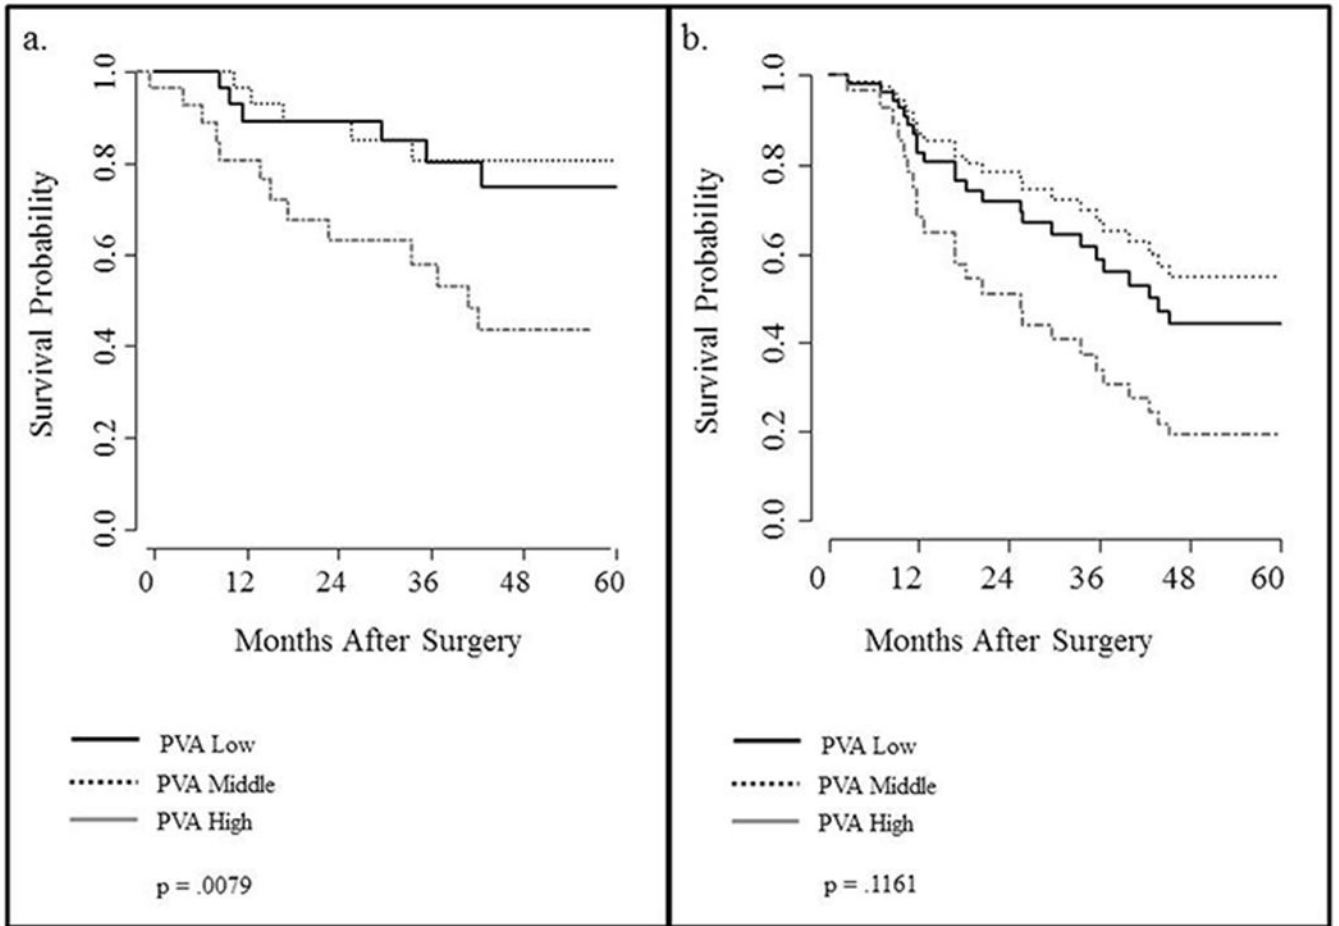 a.
Survival Probability
1.0
0.8
0.6
0.4
0.2
0.0
0 12 24 36 48 60
Months After Surgery
PVA Low
PVA Middle
PVA High
p = .0079
b.
Survival Probability
1.0
0.8
0.6
0.4
0.2
0.0
0 12 24 36 48 60
Months After Surgery
PVA Low
PVA Middle
PVA High
p = .1161